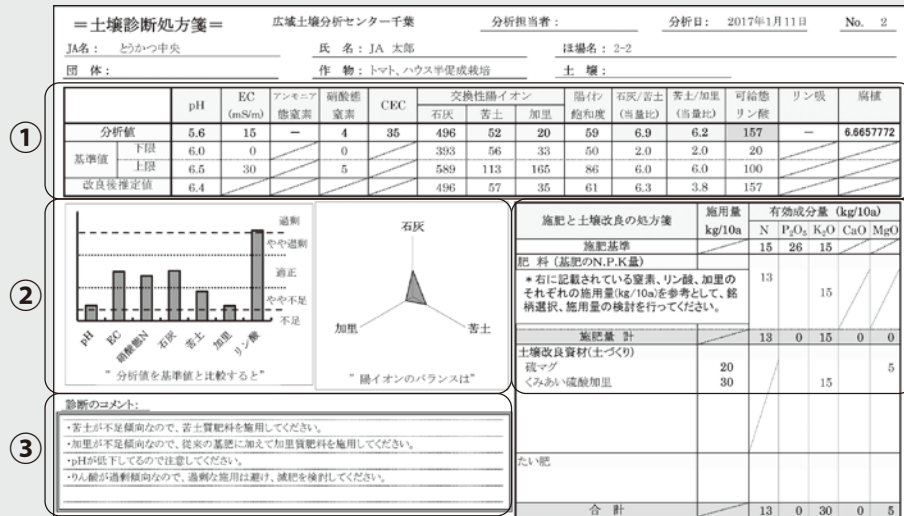 ＝土壌診断処方箋＝ 広域土壌分析センター千葉 分析担当者： 分析日： 2017年1月11日 No. 2
JA名： とうかつ中央 氏 名：JA 太郎 ほ場名：2-2
団 体： 作 物：トマト、ハウス半促成栽培 土 壌：
①
pH EC (mS/m) アンモニア態窒素 硝酸態窒素 CEC 交換性陽イオン 石灰 苦土 加里 陽イオン飽和度 石灰/苦土 (当量比) 苦土/加里 (当量比) 可給態リン酸 リン吸 腐植
分析値 5.6 15 － 4 35 496 52 20 59 6.9 6.2 157 － 6.6657772
基準値 下限 6.0 0 0 393 56 33 50 2.0 2.0 20
上限 6.5 30 5 589 113 165 86 6.0 6.0 100
改良後推定値 6.4 496 57 35 61 6.3 3.8 157
②
過剰
やや過剰
適正
やや不足
不足
pH EC 硝酸態N 石灰 苦土 加里 リン酸
" 分析値を基準値と比較すると"
石灰
加里 苦土
" 陽イオンのバランスは"
施肥と土壌改良の処方箋 施用量 kg/10a 有効成分量 (kg/10a)
N P₂O₅ K₂O CaO MgO
施肥基準 15 26 15
肥 料 (基肥のN.P.K量)
＊右に記載されている窒素、リン酸、加里の 13
それぞれの施用量(kg/10a)を参考として、銘 15
柄選択、施用量の検討を行ってください。
施肥量 計 13 0 15 0 0
土壌改良資材(土づくり)
硫マグ 20 5
くみあい硫酸加里 30 15
たい肥
合 計 13 0 30 0 5
③
診断のコメント:
・苦土が不足傾向なので、苦土質肥料を施用してください。
・加里が不足傾向なので、従来の基肥に加えて加里質肥料を施用してください。
・pHが低下してるので注意してください。
・りん酸が過剰傾向なので、過剰な施用は避け、減肥を検討してください。